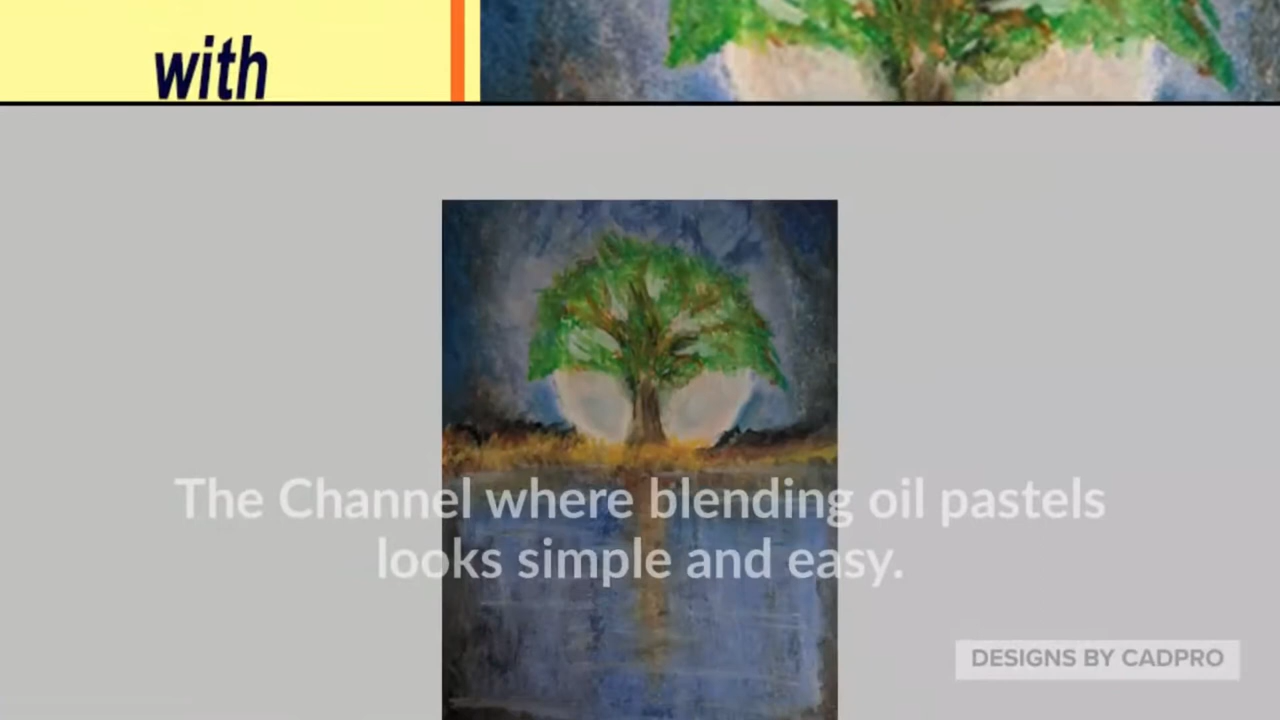 with
The Channel where blending oil pastels
looks simple and easy.
DESIGNS BY CADPRO